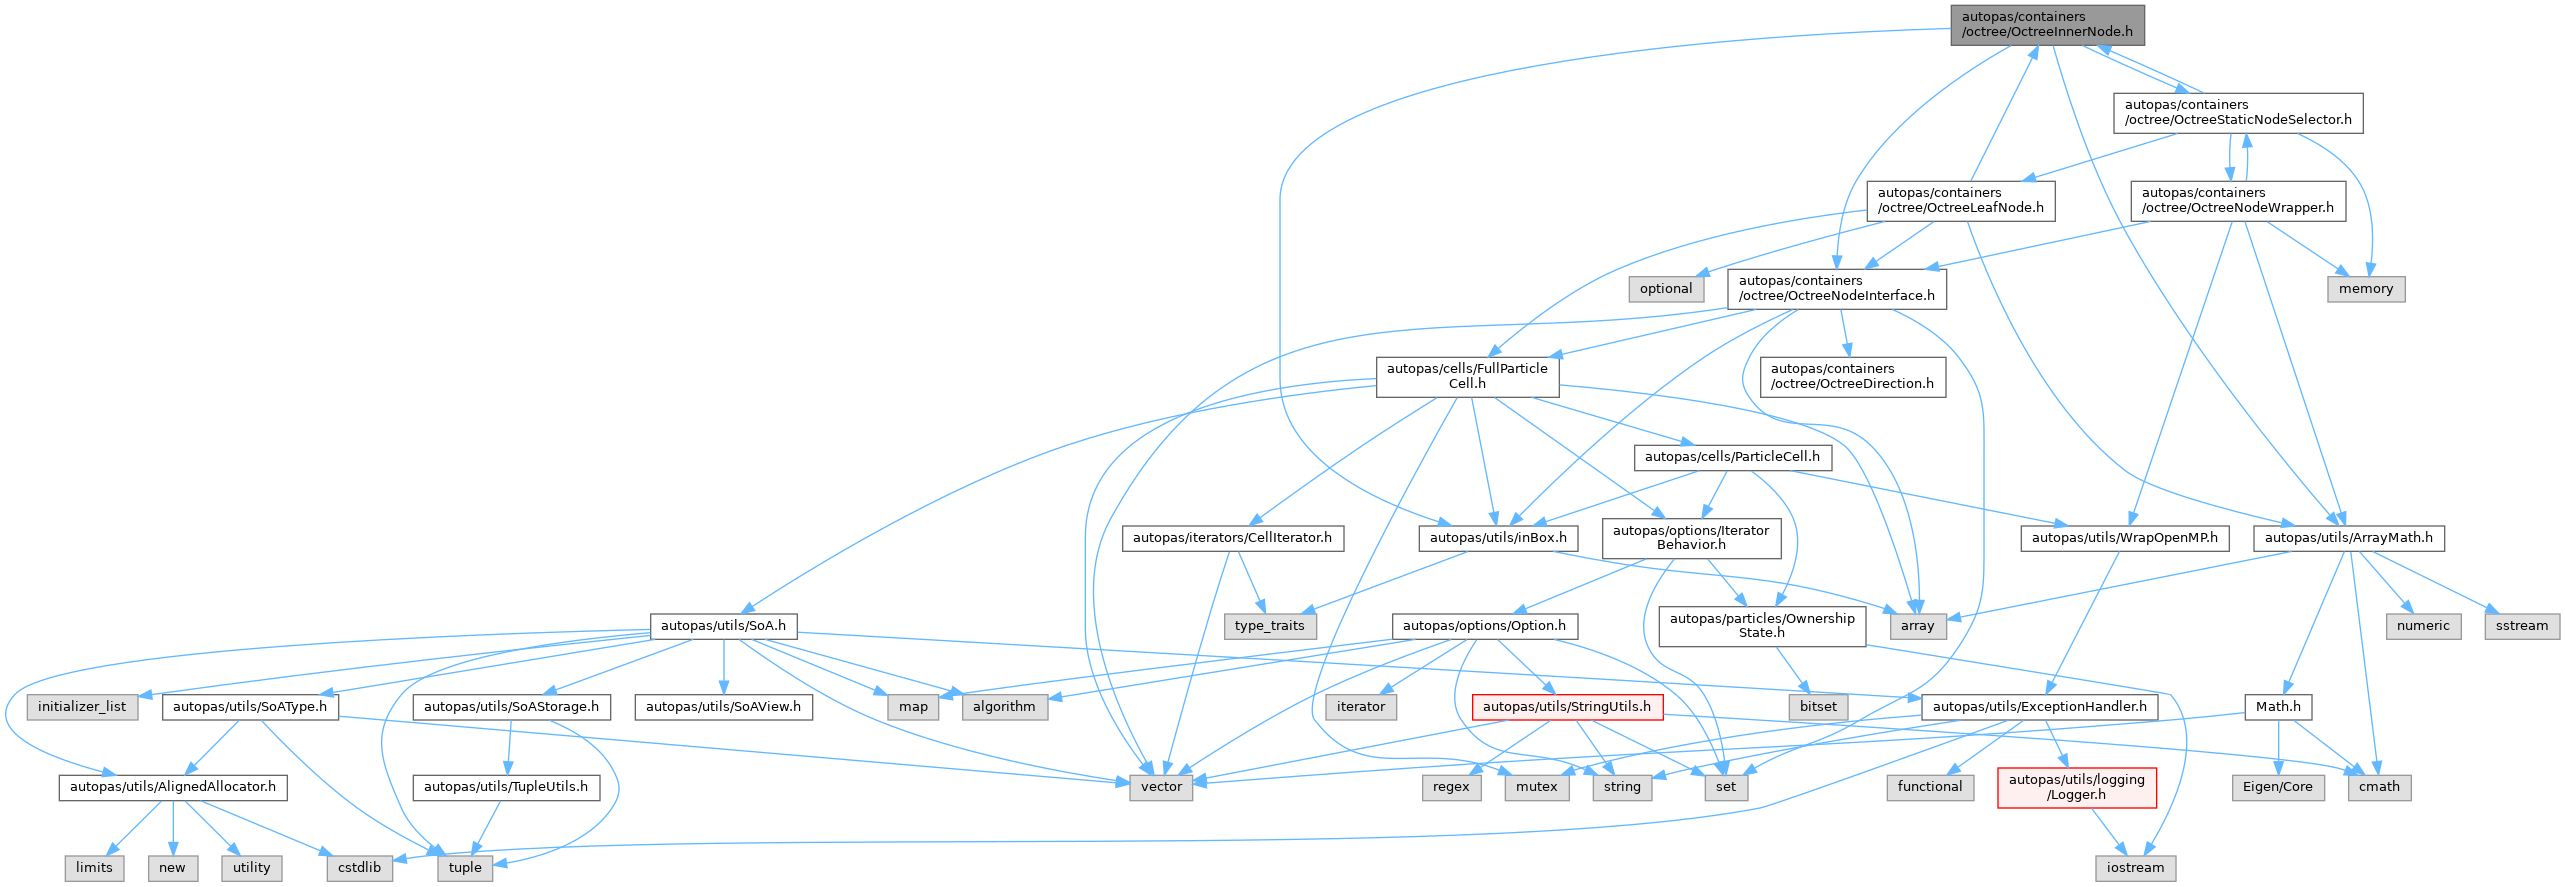 autopas/containers
/octree/OctreeInnerNode.h
autopas/containers
/octree/OctreeStaticNodeSelector.h
autopas/containers
/octree/OctreeLeafNode.h
autopas/containers
/octree/OctreeNodeWrapper.h
optional
autopas/containers
/octree/OctreeNodeInterface.h
memory
autopas/cells/FullParticle
Cell.h
autopas/containers
/octree/OctreeDirection.h
autopas/cells/ParticleCell.h
autopas/iterators/CellIterator.h
autopas/utils/inBox.h
autopas/options/Iterator
Behavior.h
autopas/utils/WrapOpenMP.h
autopas/utils/ArrayMath.h
autopas/utils/SoA.h
type_traits
autopas/options/Option.h
autopas/particles/Ownership
State.h
array
numeric
sstream
initializer_list
autopas/utils/SoAType.h
autopas/utils/SoAStorage.h
autopas/utils/SoAView.h
map
algorithm
iterator
autopas/utils/StringUtils.h
bitset
autopas/utils/ExceptionHandler.h
Math.h
autopas/utils/AlignedAllocator.h
autopas/utils/TupleUtils.h
vector
regex
mutex
string
set
functional
autopas/utils/logging
/Logger.h
Eigen/Core
cmath
limits
new
utility
cstdlib
tuple
iostream